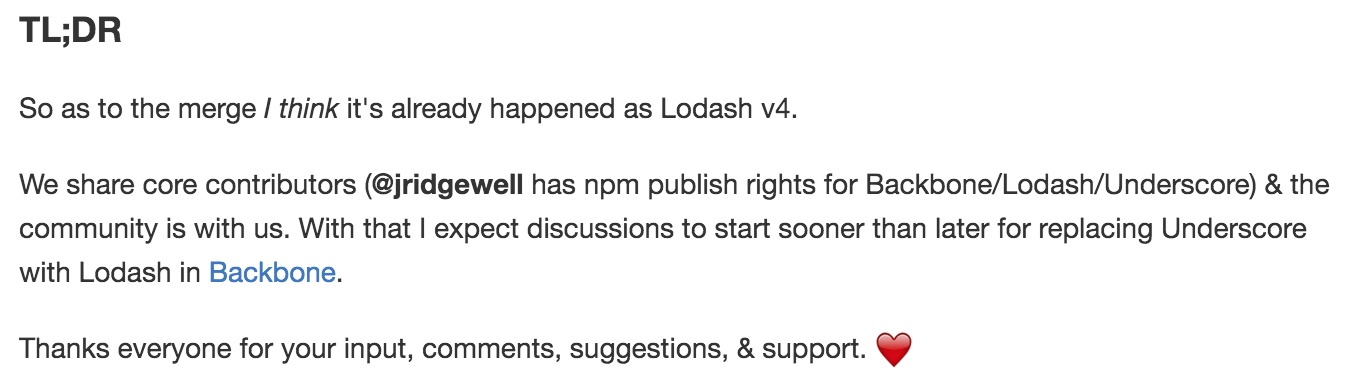 TL;DR
So as to the merge I think it's already happened as Lodash v4.
We share core contributors (@jridgewell has npm publish rights for Backbone/Lodash/Underscore) & the
community is with us. With that I expect discussions to start sooner than later for replacing Underscore
with Lodash in Backbone.
Thanks everyone for your input, comments, suggestions, & support. ❤️